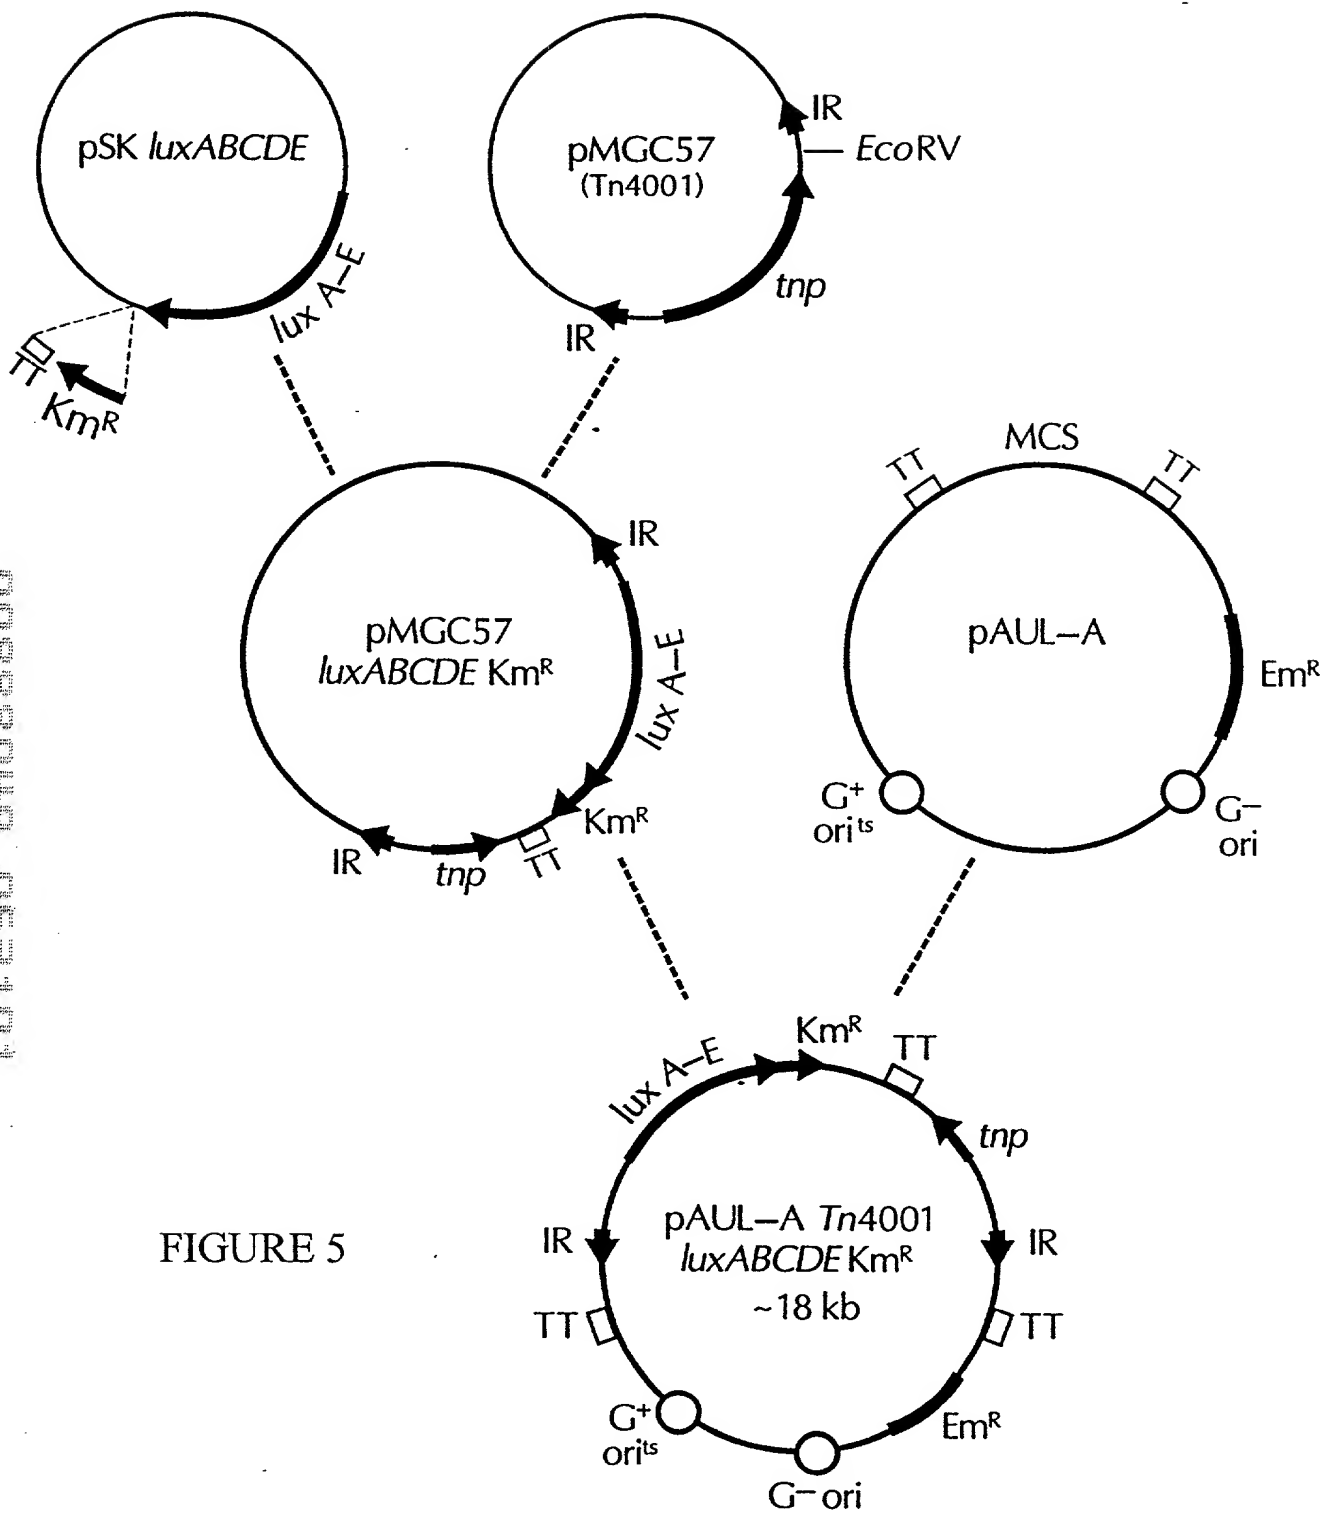 pSK luxABCDE
lux A–E
TT
Kmᴿ
pMGC57
(Tn4001)
IR
EcoRV
tnp
IR
pMGC57
luxABCDE Kmᴿ
IR
lux A–E
Kmᴿ
TT
tnp
IR
MCS
TT
TT
pAUL–A
Emᴿ
G⁺
oriᵗˢ
G–
ori
lux A–E
Kmᴿ
TT
tnp
IR
IR
pAUL–A Tn4001
luxABCDE Kmᴿ
~18 kb
TT
TT
G⁺
oriᵗˢ
Emᴿ
G– ori
FIGURE 5